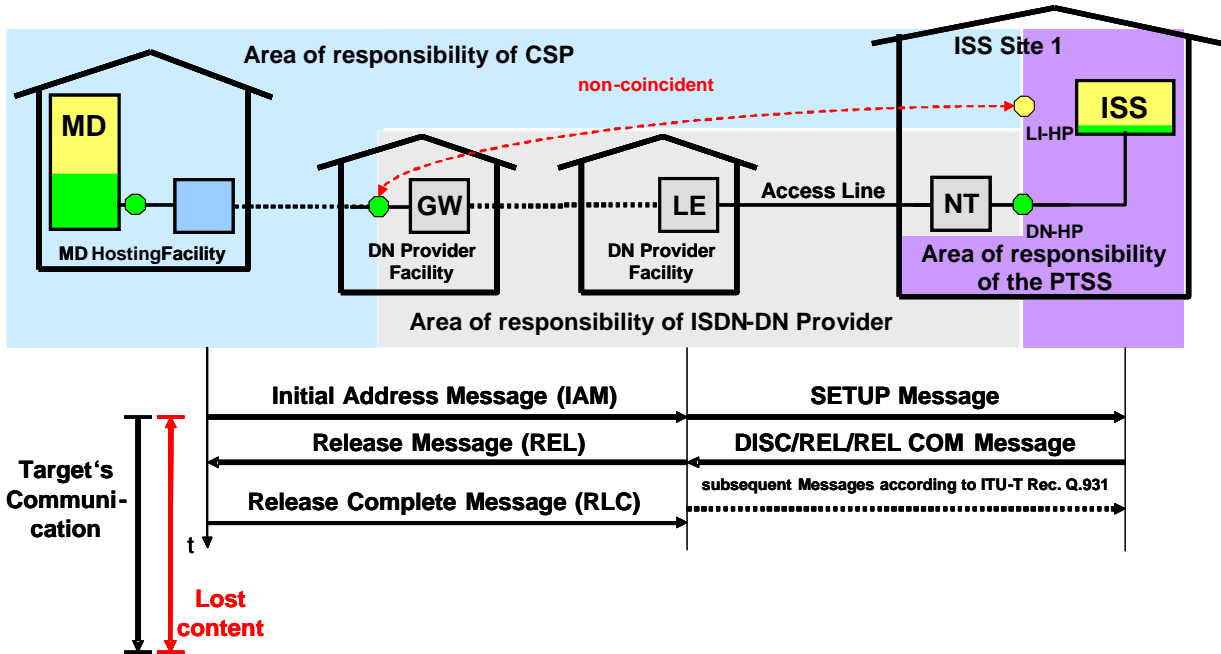 Area of responsibility of CSP
ISS Site 1
non-coincident
MD
ISS
LI-HP
GW
LE
Access Line
NT
DN-HP
MD HostingFacility
DN Provider
Facility
DN Provider
Facility
Area of responsibility
of the PTSS
Area of responsibility of ISDN-DN Provider
Initial Address Message (IAM)
SETUP Message
Release Message (REL)
DISC/REL/REL COM Message
Target‘s
Communi-
cation
subsequent Messages according to ITU-T Rec. Q.931
Release Complete Message (RLC)
t
Lost
content